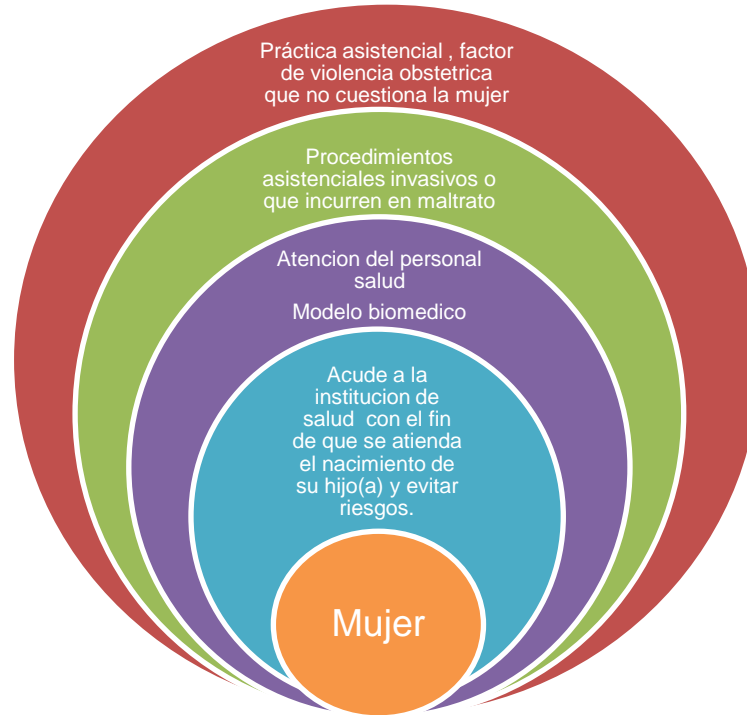 Práctica asistencial , factor
de violencia obstetrica
que no cuestiona la mujer
Procedimientos
asistenciales invasivos o
que incurren en maltrato
Atencion del personal
salud
Modelo biomedico
Acude a la
institucion de
salud con el fin
de que se atienda
el nacimiento de
su hijo(a) y evitar
riesgos.
Mujer